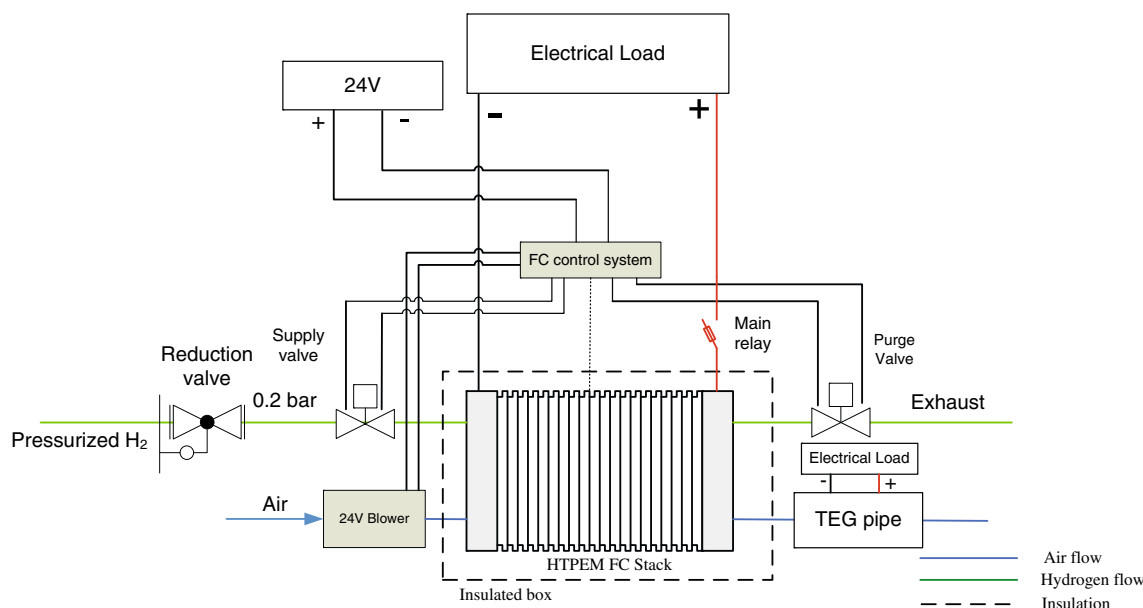 Electrical Load
24V
+
-
-
+
FC control system
Supply
valve
Main
relay
Purge
Valve
Reduction
valve
0.2 bar
Exhaust
Pressurized H₂
Electrical Load
-
+
Air
24V Blower
TEG pipe
HTPEM FC Stack
Insulated box
Air flow
Hydrogen flow
Insulation